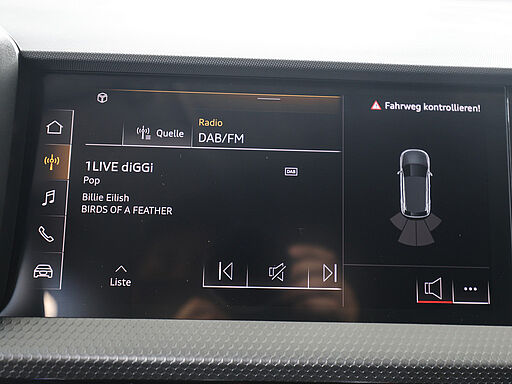 Fahrweg kontrollieren!
Radio
Quelle
DAB/FM
1LIVE diGGi
DAB
Pop
Billie Eilish
BIRDS OF A FEATHER
Liste